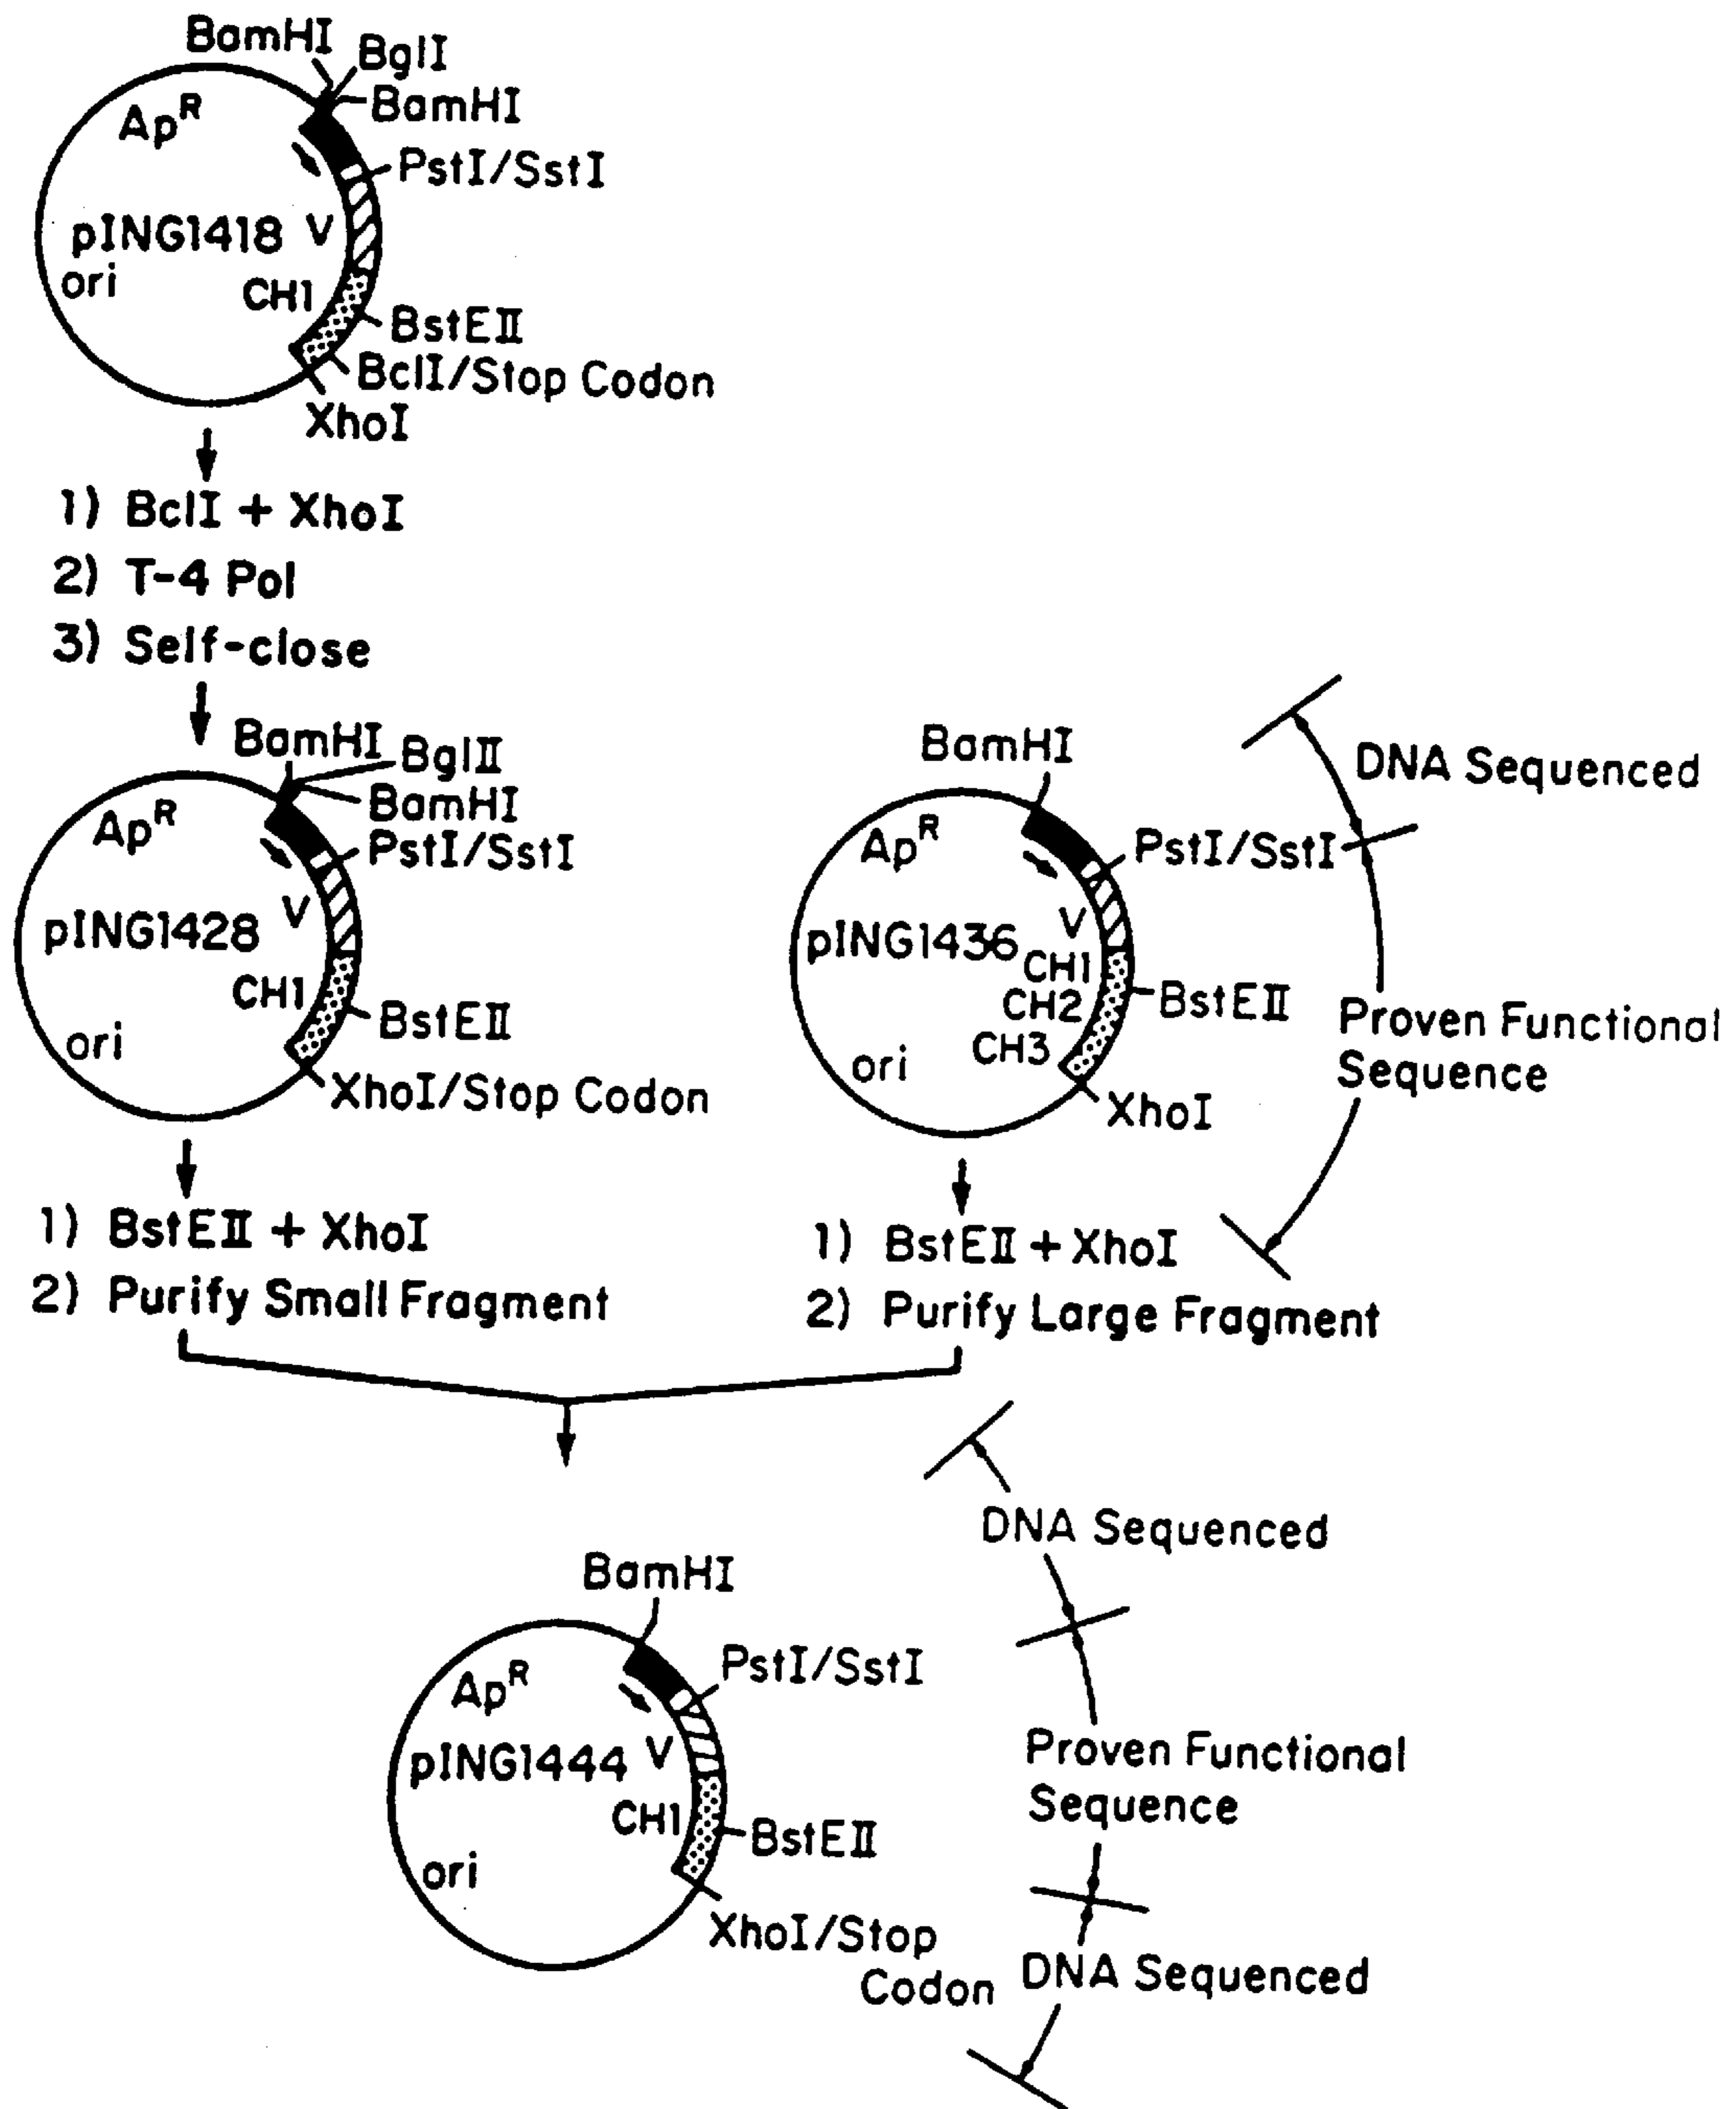 BamHI
BglI
BamHI
Ap^R
PstI/SstI
pING1418
V
ori
CH1
BstEII
BclI/Stop Codon
XhoI
1) BclI + XhoI
2) T-4 Pol
3) Self-close
BamHI
BglII
BamHI
Ap^R
PstI/SstI
V
pING1428
CH1
BstEII
ori
XhoI/Stop Codon
1) BstEII + XhoI
2) Purify Small Fragment
BamHI
DNA Sequenced
Ap^R
PstI/SstI
V
pING1436
CH1
CH2
BstEII
CH3
ori
Proven Functional
Sequence
XhoI
1) BstEII + XhoI
2) Purify Large Fragment
DNA Sequenced
BamHI
PstI/SstI
Ap^R
V
pING1444
Proven Functional
Sequence
CH1
BstEII
ori
XhoI/Stop
Codon
DNA Sequenced